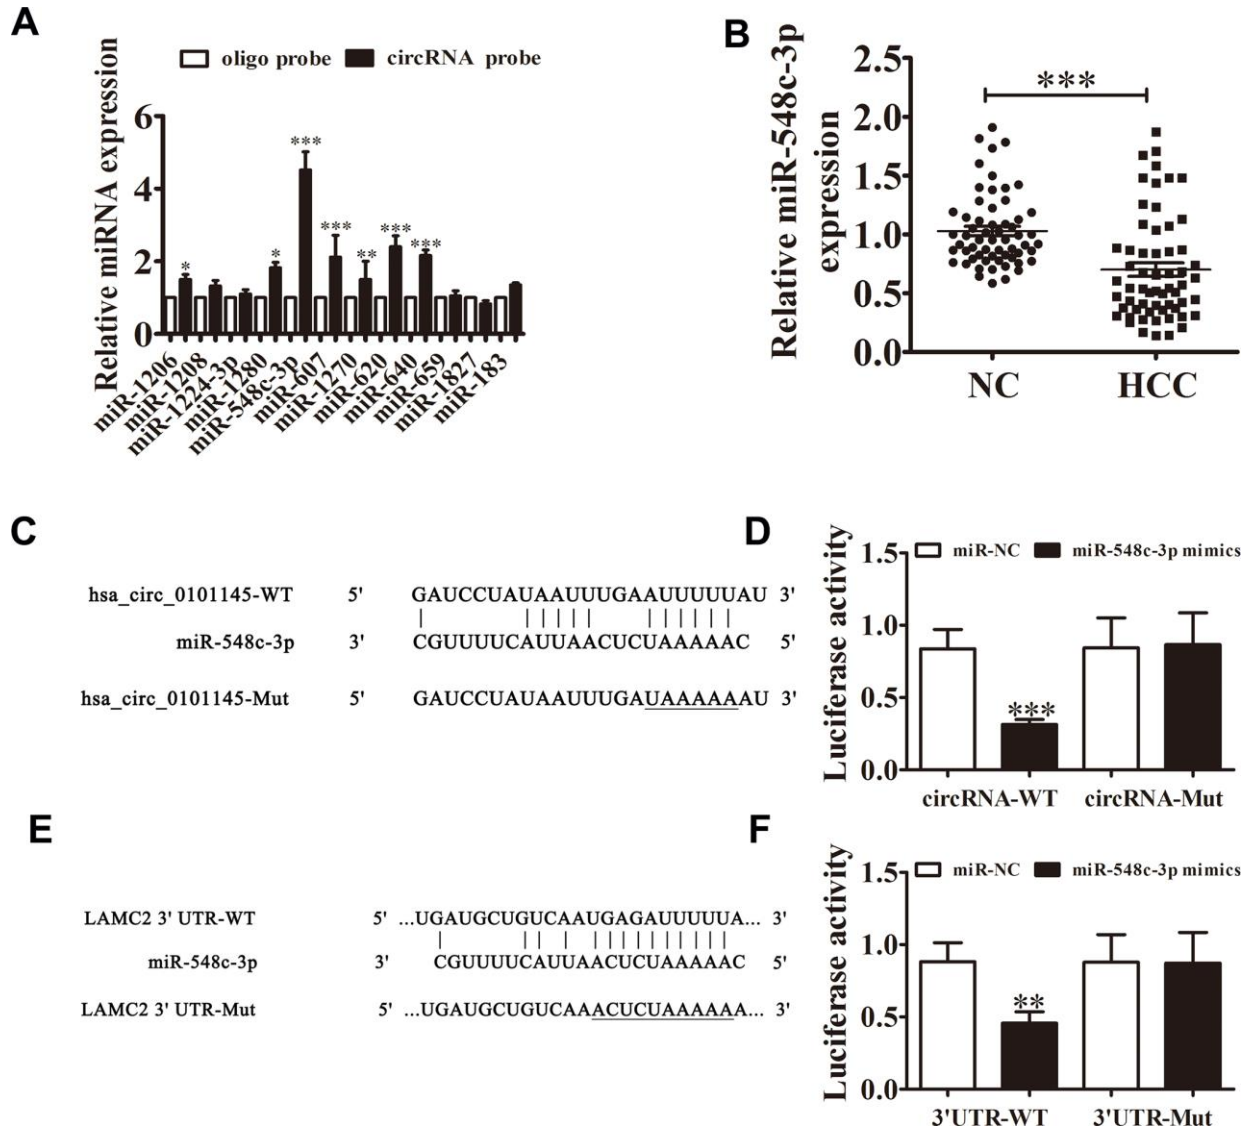 A
oligo probe circRNA probe
Relative miRNA expression
6
4
2
0
* * *** *** ** *** ***
miR-1206
miR-1208
miR-1224-3p
miR-1280
miR-548c-3p
miR-607
miR-1270
miR-620
miR-640
miR-659
miR-1827
miR-183
B
Relative miR-548c-3p
expression
2.5
2.0
1.5
1.0
0.5
0.0
***
NC HCC
C
hsa_circ_0101145-WT 5' GAUCCUAUAAUUUGAAUUUUUAU 3'
miR-548c-3p 3' CGUUUUCAUUAACUCUAAAAAC 5'
hsa_circ_0101145-Mut 5' GAUCCUAUAAUUUGAUAAAAAAU 3'
D
miR-NC miR-548c-3p mimics
Luciferase activity
1.5
1.0
0.5
0.0
***
circRNA-WT circRNA-Mut
E
LAMC2 3' UTR-WT 5' ...UGAUGCUGUCAAUGAGAUUUUUA... 3'
miR-548c-3p 3' CGUUUUCAUUAACUCUAAAAAC 5'
LAMC2 3' UTR-Mut 5' ...UGAUGCUGUCAAACUCUAAAAAA... 3'
F
miR-NC miR-548c-3p mimics
Luciferase activity
1.5
1.0
0.5
0.0
**
3'UTR-WT 3'UTR-Mut